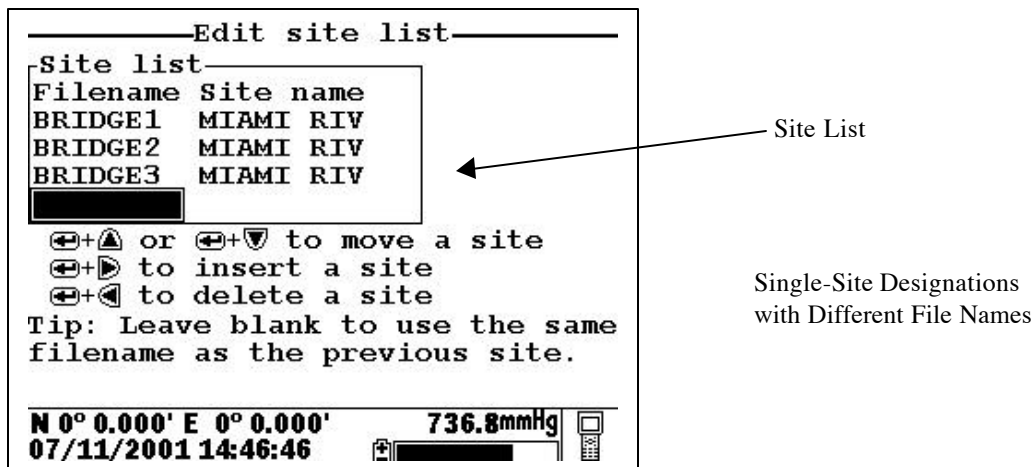 Edit site list
Site list
Filename Site name
BRIDGE1 MIAMI RIV
BRIDGE2 MIAMI RIV
BRIDGE3 MIAMI RIV
+ or + to move a site
+ to insert a site
+ to delete a site
Tip: Leave blank to use the same
filename as the previous site.
N 0° 0.000' E 0° 0.000' 736.8mmHg
07/11/2001 14:46:46
Site List
Single-Site Designations
with Different File Names